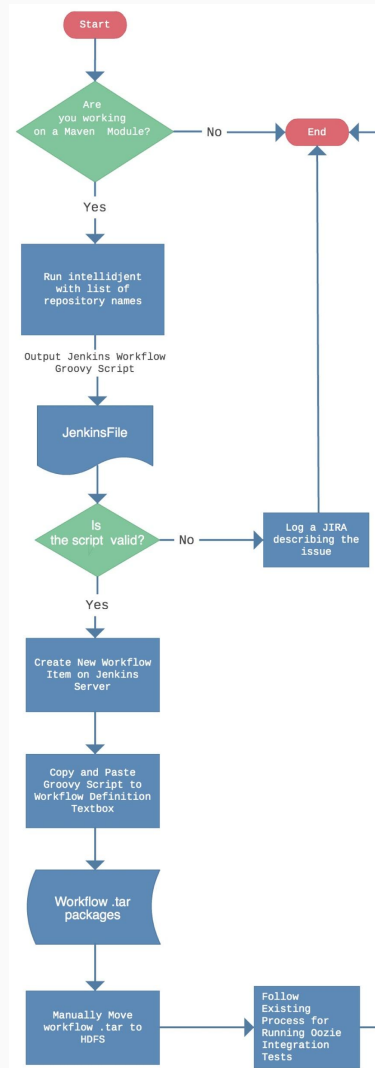 Start
Are
you working
on a Maven Module?
No
End
Yes
Run intellidjent
with list of
repository names
Output Jenkins Workflow
Groovy Script
JenkinsFile
Is
the script valid?
No
Log a JIRA
describing the
issue
Yes
Create New Workflow
Item on Jenkins
Server
Copy and Paste
Groovy Script to
Workflow Definition
Textbox
Workflow .tar
packages
Manually Move
workflow .tar to
HDFS
Follow
Existing
Process for
Running Oozie
Integration
Tests